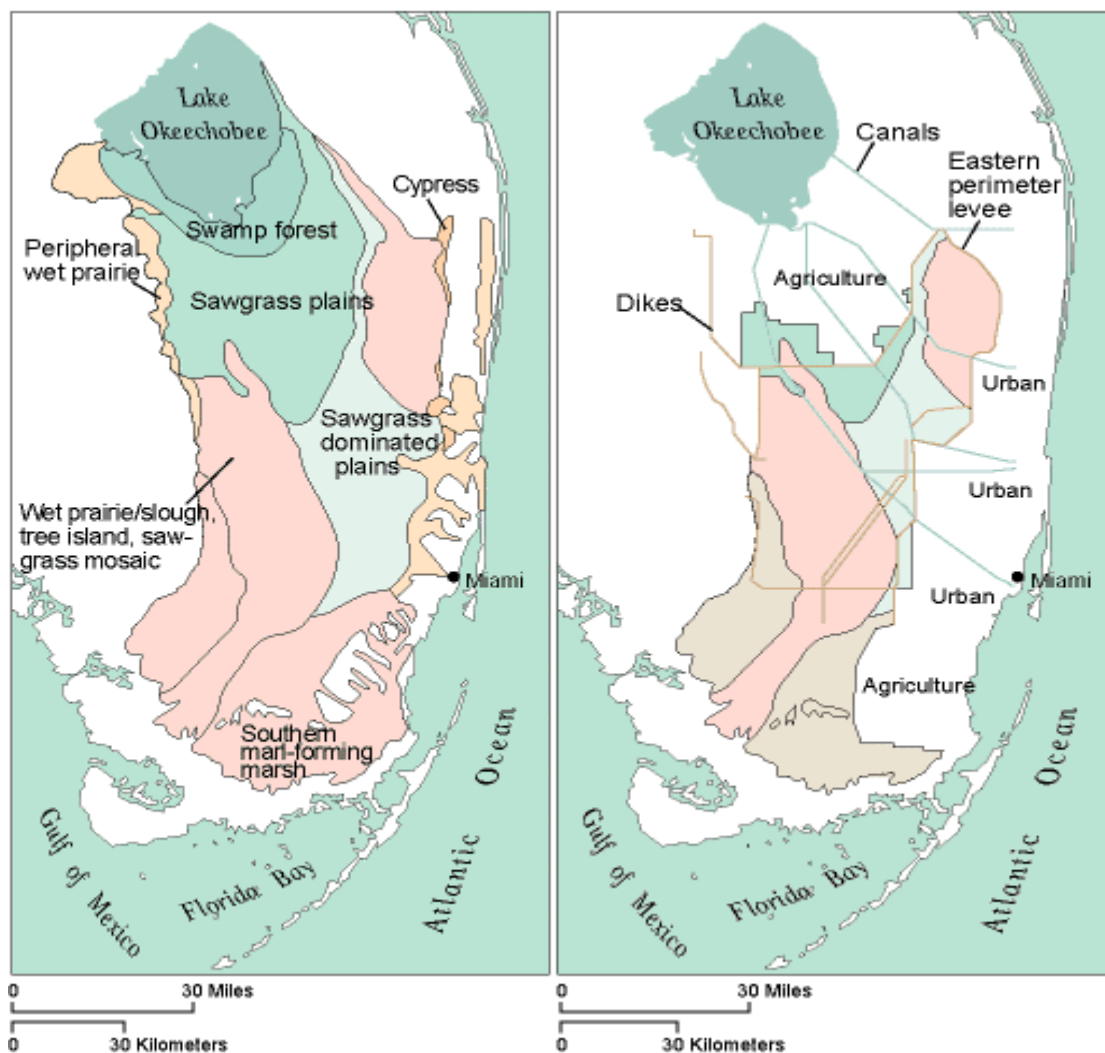 Lake
Okeechobee
Cypress
Swamp forest
Peripheral
wet prairie
Sawgrass plains
Sawgrass
dominated
plains
Wet prairie/slough,
tree island, saw-
grass mosaic
Miami
Southern
marl-forming
marsh
Gulf of Mexico
Florida Bay
Atlantic Ocean
0 30 Miles
0 30 Kilometers
Lake
Okeechobee
Canals
Eastern
perimeter
levee
Agriculture
Dikes
Urban
Urban
Miami
Urban
Agriculture
Gulf of Mexico
Florida Bay
Atlantic Ocean
0 30 Miles
0 30 Kilometers